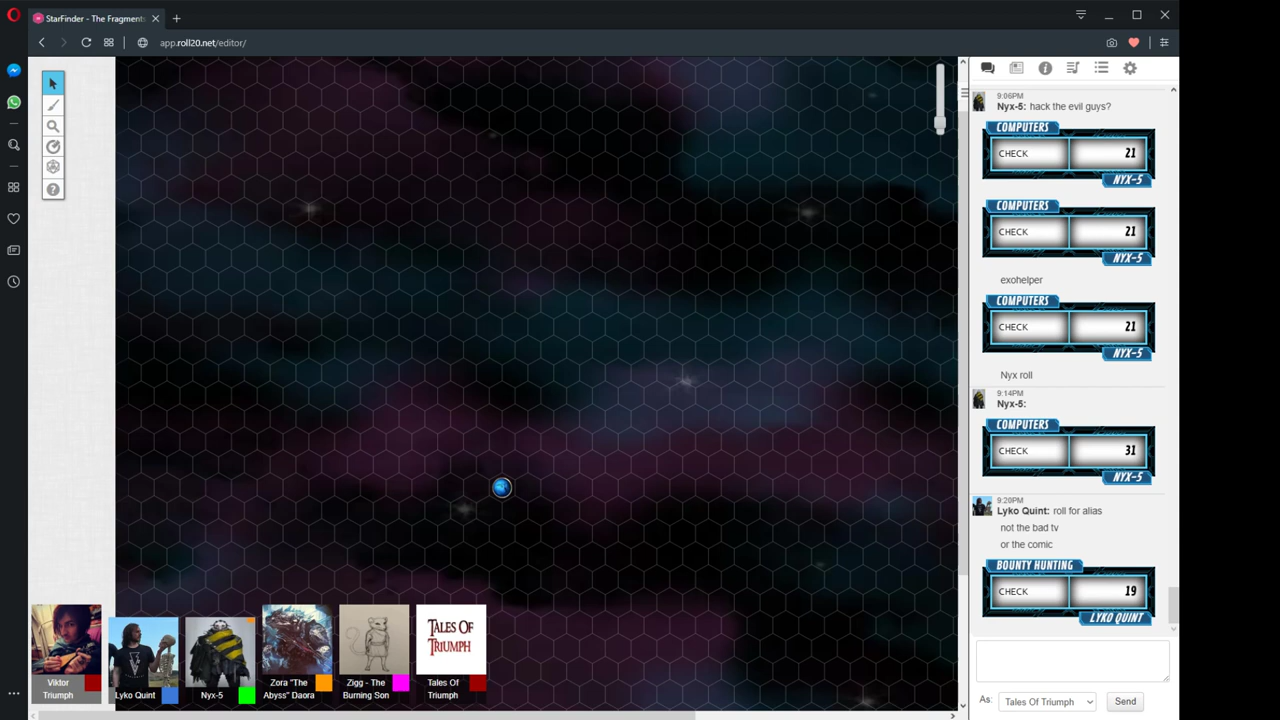 StarFinder - The Fragments
app.roll20.net/editor/
9:06PM
Nyx-5: hack the evil guys?
COMPUTERS
CHECK 21
NYX-5
COMPUTERS
CHECK 21
NYX-5
exohelper
COMPUTERS
CHECK 21
NYX-5
Nyx roll
9:14PM
Nyx-5:
COMPUTERS
CHECK 31
NYX-5
9:20PM
Lyko Quint: roll for alias
not the bad tv
or the comic
BOUNTY HUNTING
CHECK 19
LYKO QUINT
As: Tales Of Triumph Send
TALES OF
TRIUMPH
Viktor
Triumph
Lyko Quint
Nyx-5
Zora "The
Abyss" Daora
Zigg - The
Burning Son
Tales Of
Triumph